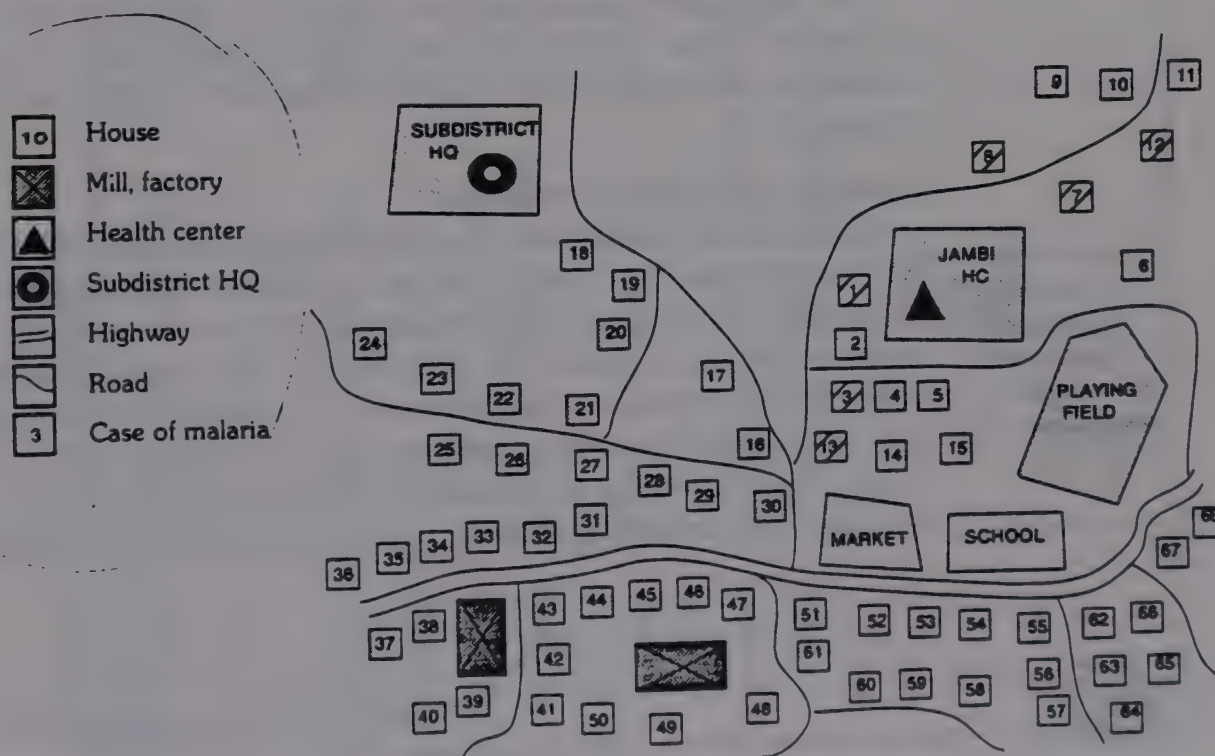 10 House
Mill, factory
Health center
Subdistrict HQ
Highway
Road
3 Case of malaria
SUBDISTRICT
HQ
JAMBI
HC
PLAYING
FIELD
MARKET
SCHOOL
9 10 11
8 12
7
18 6
19 1
24 20 2
23 17
22 21 3 4 5
25 26 27 16 13 14 15
28 29 30
31
36 35 34 33 32 67
37 38 43 44 45 46 47 51 52 53 54 55 62 66
42 61 56 63 65
40 39 41 50 49 48 60 59 58 57 64